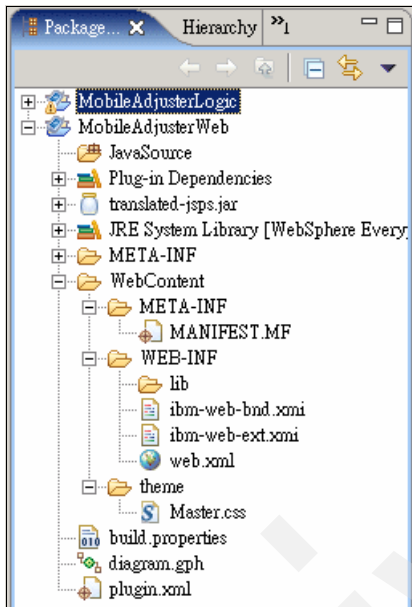 Package... Hierarchy »1
MobileAdjusterLogic
MobileAdjusterWeb
JavaSource
Plug-in Dependencies
translated-jsps.jar
JRE System Library [WebSphere Every
META-INF
WebContent
META-INF
MANIFEST.MF
WEB-INF
lib
ibm-web-bnd.xmi
ibm-web-ext.xmi
web.xml
theme
Master.css
build.properties
diagram.gph
plugin.xml